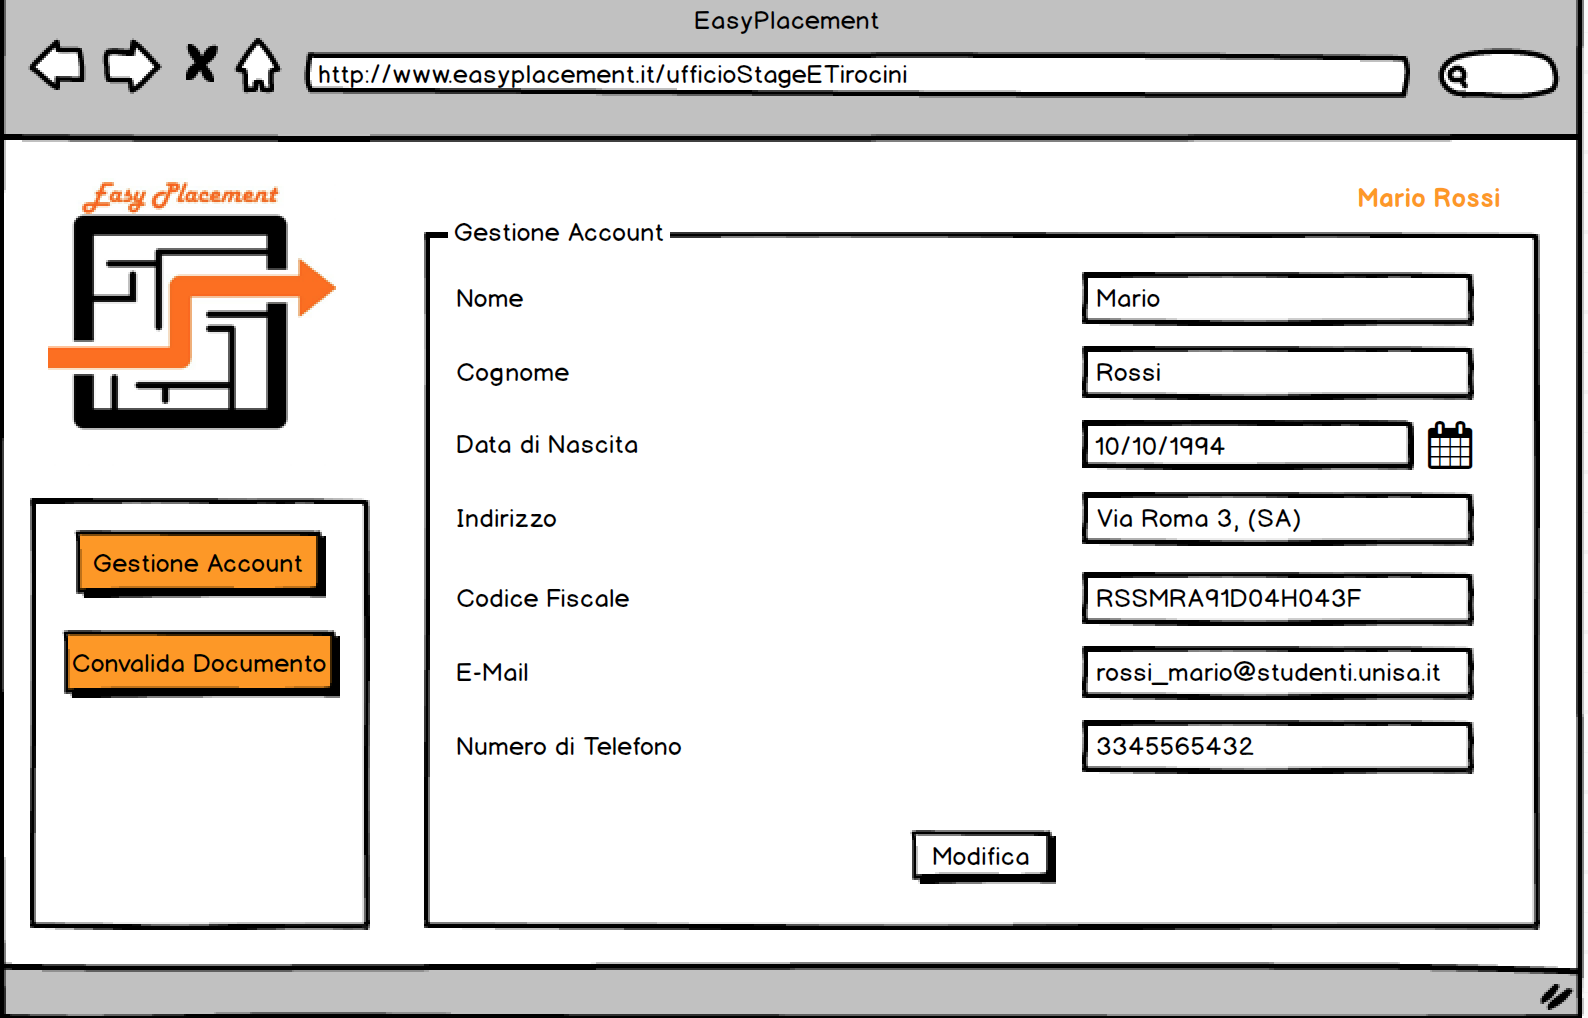 EasyPlacement
http://www.easyplacement.it/ufficioStageETirocini
Easy Placement
Mario Rossi
Gestione Account
Nome
Mario
Cognome
Rossi
Data di Nascita
10/10/1994
Indirizzo
Via Roma 3, (SA)
Codice Fiscale
RSSMRA91D04H043F
E-Mail
rossi_mario@studenti.unisa.it
Numero di Telefono
3345565432
Modifica
Gestione Account
Convalida Documento